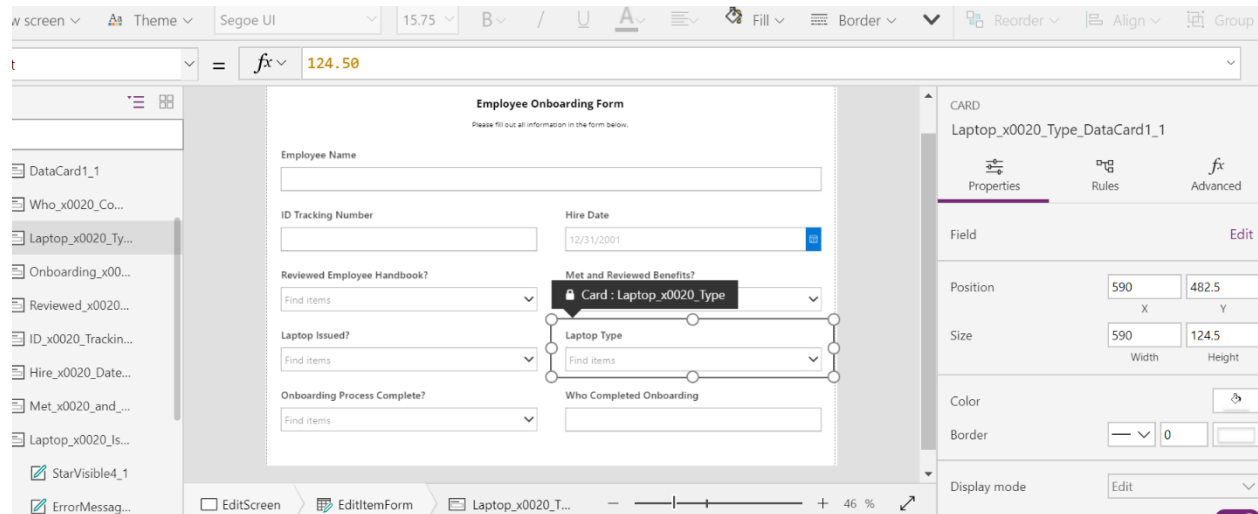 w screen Aa Theme Segoe UI 15.75 B / U A Fill Border Reorder Align Group
t = fx 124.50
DataCard1_1
Who_x0020_Co...
Laptop_x0020_Ty...
Onboarding_x00...
Reviewed_x0020...
ID_x0020_Trackin...
Hire_x0020_Date...
Met_x0020_and_...
Laptop_x0020_Is...
StarVisible4_1
ErrorMessag...
Employee Onboarding Form
Please fill out all information in the form below.
Employee Name
ID Tracking Number Hire Date
12/31/2001
Reviewed Employee Handbook? Met and Reviewed Benefits?
Find items
Card : Laptop_x0020_Type
Laptop Issued? Laptop Type
Find items Find items
Onboarding Process Complete? Who Completed Onboarding
Find items
EditScreen EditItemForm Laptop_x0020_T... — + 46 %
CARD
Laptop_x0020_Type_DataCard1_1
fx
Properties Rules Advanced
Field Edit
Position 590 482.5
X Y
Size 590 124.5
Width Height
Color
Border 0
Display mode Edit